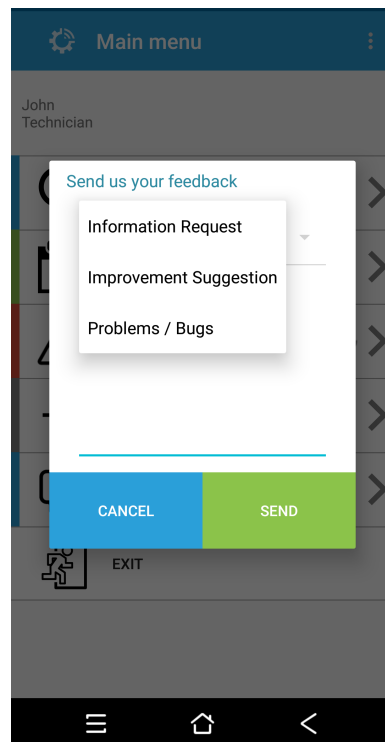 Main menu
John
Technician
Send us your feedback
Information Request
Improvement Suggestion
Problems / Bugs
CANCEL
SEND
EXIT